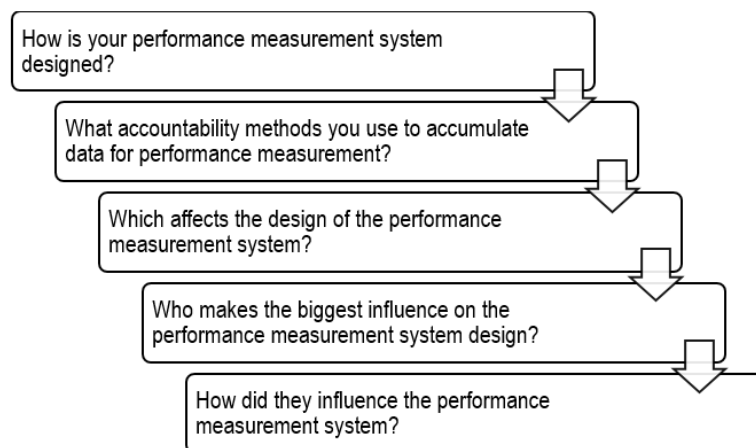 How is your performance measurement system
designed?
What accountability methods you use to accumulate
data for performance measurement?
Which affects the design of the performance
measurement system?
Who makes the biggest influence on the
performance measurement system design?
How did they influence the performance
measurement system?